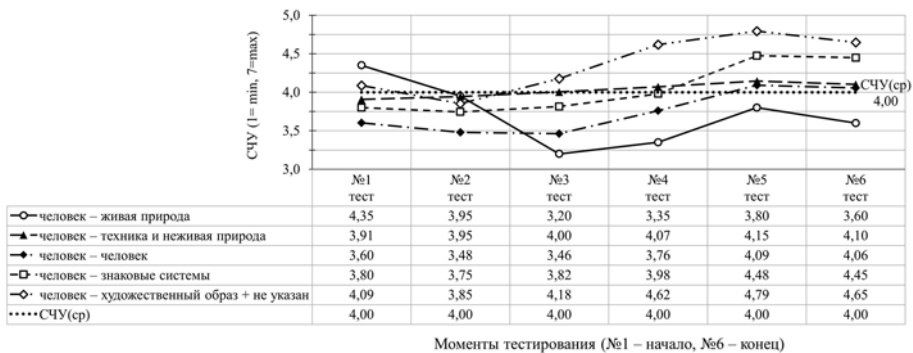 СЧУ (1= min, 7=max)
5,0
4,5
4,0
3,5
3,0
СЧУ(ср)
4,00
№1 тест №2 тест №3 тест №4 тест №5 тест №6 тест
человек – живая природа 4,35 3,95 3,20 3,35 3,80 3,60
человек – техника и неживая природа 3,91 3,95 4,00 4,07 4,15 4,10
человек – человек 3,60 3,48 3,46 3,76 4,09 4,06
человек – знаковые системы 3,80 3,75 3,82 3,98 4,48 4,45
человек – художественный образ + не указан 4,09 3,85 4,18 4,62 4,79 4,65
СЧУ(ср) 4,00 4,00 4,00 4,00 4,00 4,00
Моменты тестирования (№1 – начало, №6 – конец)